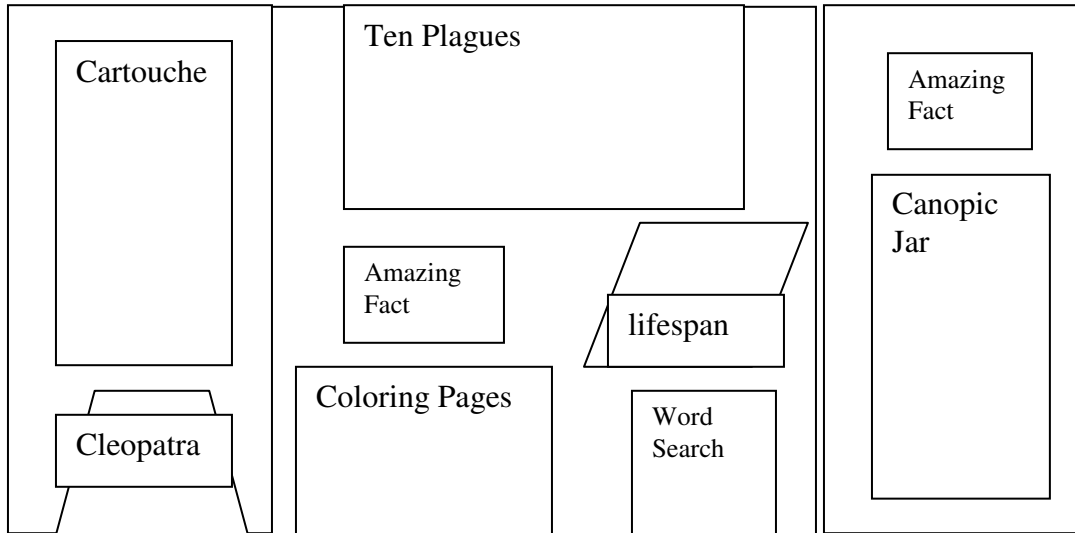 Cartouche
Cleopatra
Ten Plagues
Amazing
Fact
lifespan
Coloring Pages
Word
Search
Amazing
Fact
Canopic
Jar